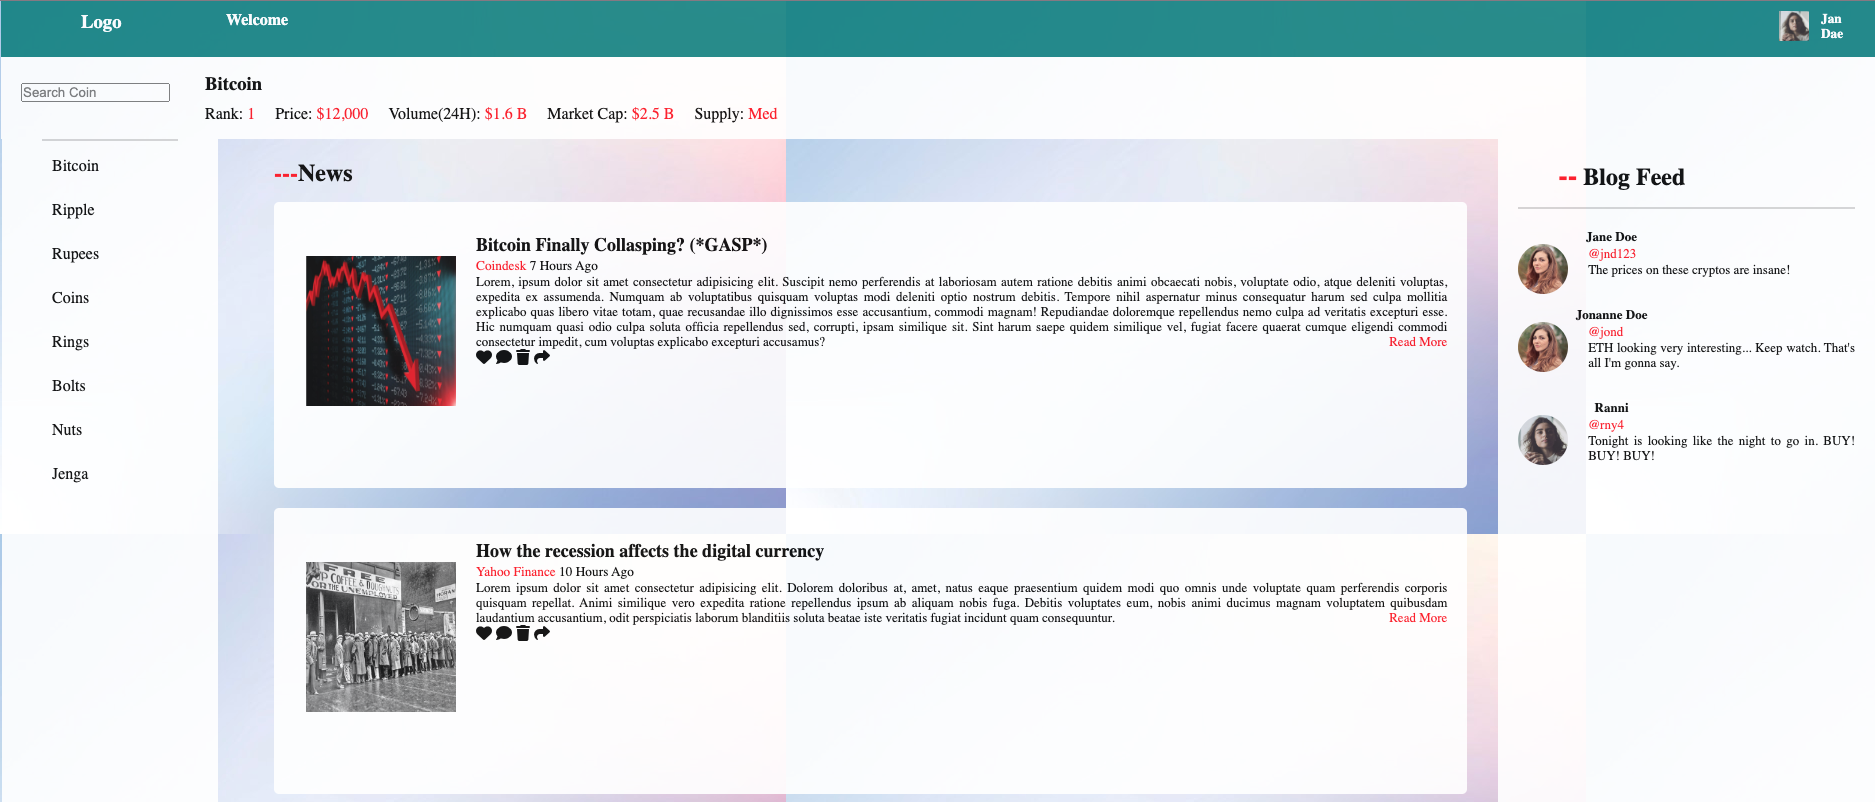 Logo
Welcome
Jan
Dae
Search Coin
Bitcoin
Rank: 1 Price: $12,000 Volume(24H): $1.6 B Market Cap: $2.5 B Supply: Med
Bitcoin
Ripple
Rupees
Coins
Rings
Bolts
Nuts
Jenga
---News
Bitcoin Finally Collasping? (*GASP*)
Coindesk 7 Hours Ago
Lorem, ipsum dolor sit amet consectetur adipisicing elit. Suscipit nemo perferendis at laboriosam autem ratione debitis animi obcaecati nobis, voluptate odio, atque deleniti voluptas,
expedita ex assumenda. Numquam ab voluptatibus quisquam voluptas modi deleniti optio nostrum debitis. Tempore nihil aspernatur minus consequatur harum sed culpa mollitia
explicabo quas libero vitae totam, quae recusandae illo dignissimos esse accusantium, commodi magnam! Repudiandae doloremque repellendus nemo culpa ad veritatis excepturi esse.
Hic numquam quasi odio culpa soluta officia repellendus sed, corrupti, ipsam similique sit. Sint harum saepe quidem similique vel, fugiat facere quaerat cumque eligendi commodi
consectetur impedit, cum voluptas explicabo excepturi accusamus? Read More
How the recession affects the digital currency
Yahoo Finance 10 Hours Ago
Lorem ipsum dolor sit amet consectetur adipisicing elit. Dolorem doloribus at, amet, natus eaque praesentium quidem modi quo omnis unde voluptate quam perferendis corporis
quisquam repellat. Animi similique vero expedita ratione repellendus ipsum ab aliquam nobis fuga. Debitis voluptates eum, nobis animi ducimus magnam voluptatem quibusdam
laudantium accusantium, odit perspiciatis laborum blanditiis soluta beatae iste veritatis fugiat incidunt quam consequuntur. Read More
FREE
COFFEE & DOUGHNUTS
FOR THE UNEMPLOYED
-- Blog Feed
Jane Doe
@jnd123
The prices on these cryptos are insane!
Jonanne Doe
@jond
ETH looking very interesting... Keep watch. That's
all I'm gonna say.
Ranni
@rny4
Tonight is looking like the night to go in. BUY!
BUY! BUY!